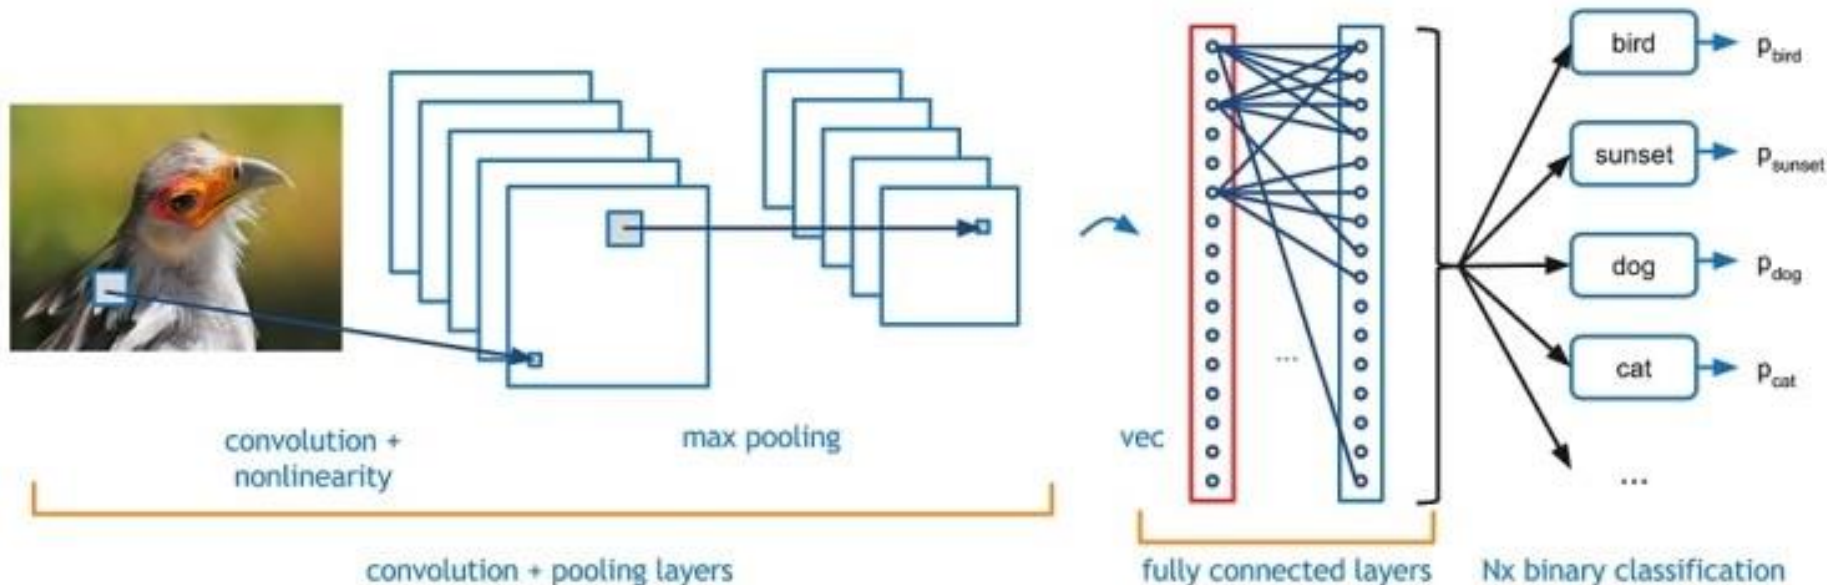 convolution +
nonlinearity
max pooling
vec
bird
p_bird
sunset
p_sunset
dog
p_dog
cat
p_cat
...
...
convolution + pooling layers
fully connected layers
Nx binary classification